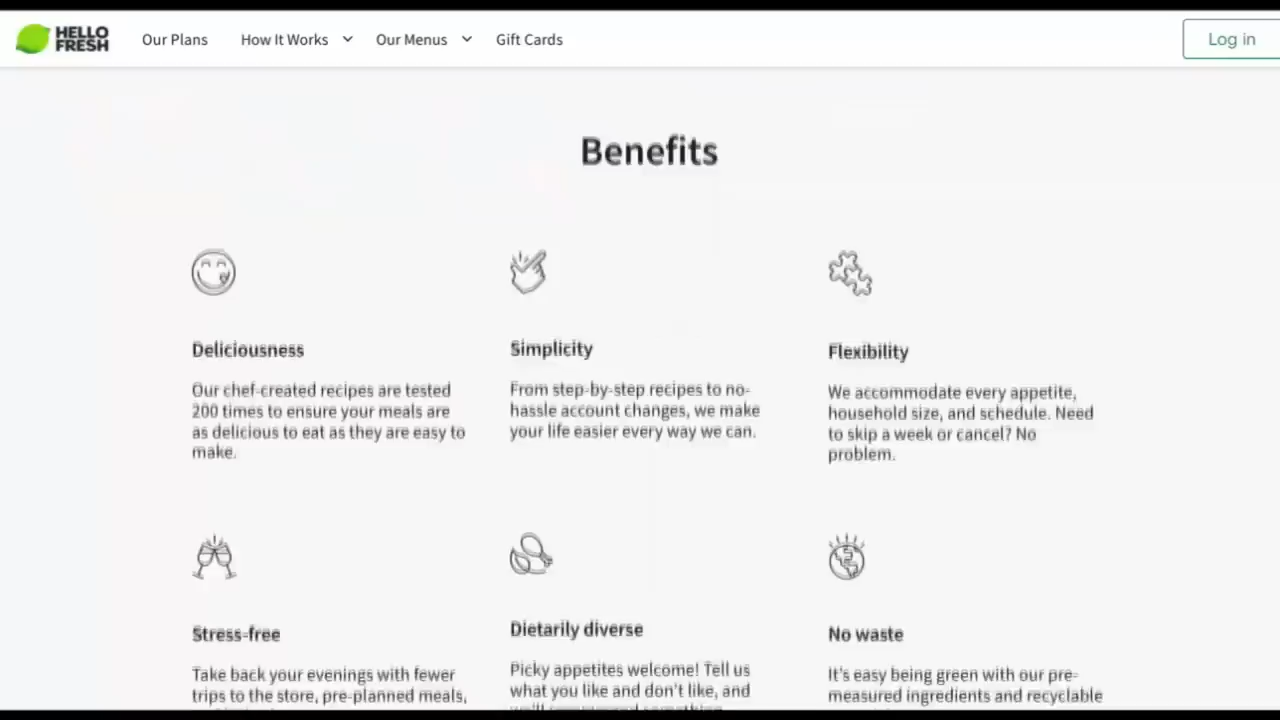 HELLO
FRESH
Our Plans
How It Works
Our Menus
Gift Cards
Log in
Benefits
Deliciousness
Our chef-created recipes are tested
200 times to ensure your meals are
as delicious to eat as they are easy to
make.
Simplicity
From step-by-step recipes to no-
hassle account changes, we make
your life easier every way we can.
Flexibility
We accommodate every appetite,
household size, and schedule. Need
to skip a week or cancel? No
problem.
Stress-free
Take back your evenings with fewer
trips to the store, pre-planned meals,
Dietarily diverse
Picky appetites welcome! Tell us
what you like and don't like, and
we'll recommend something
No waste
It's easy being green with our pre-
measured ingredients and recyclable